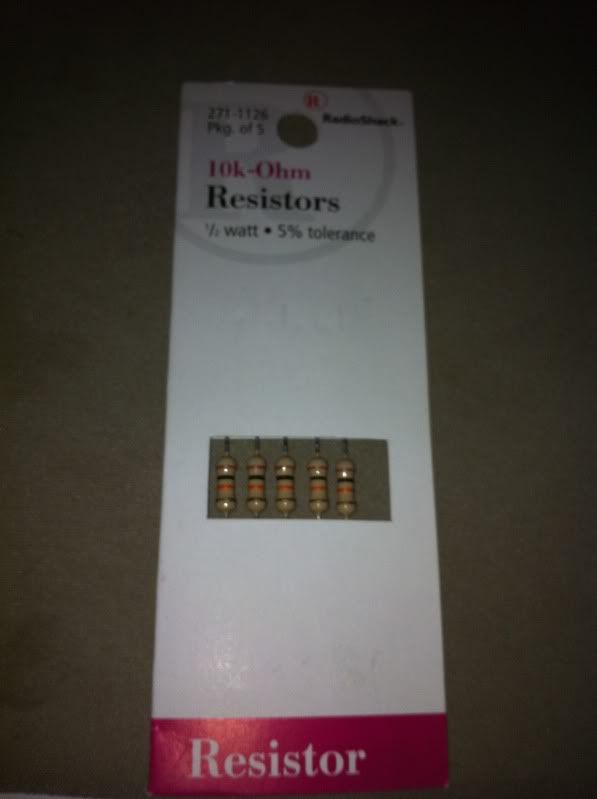 271-1126
Pkg. of 5
R
RadioShack
10k-Ohm
Resistors
1/2 watt • 5% tolerance
Resistor